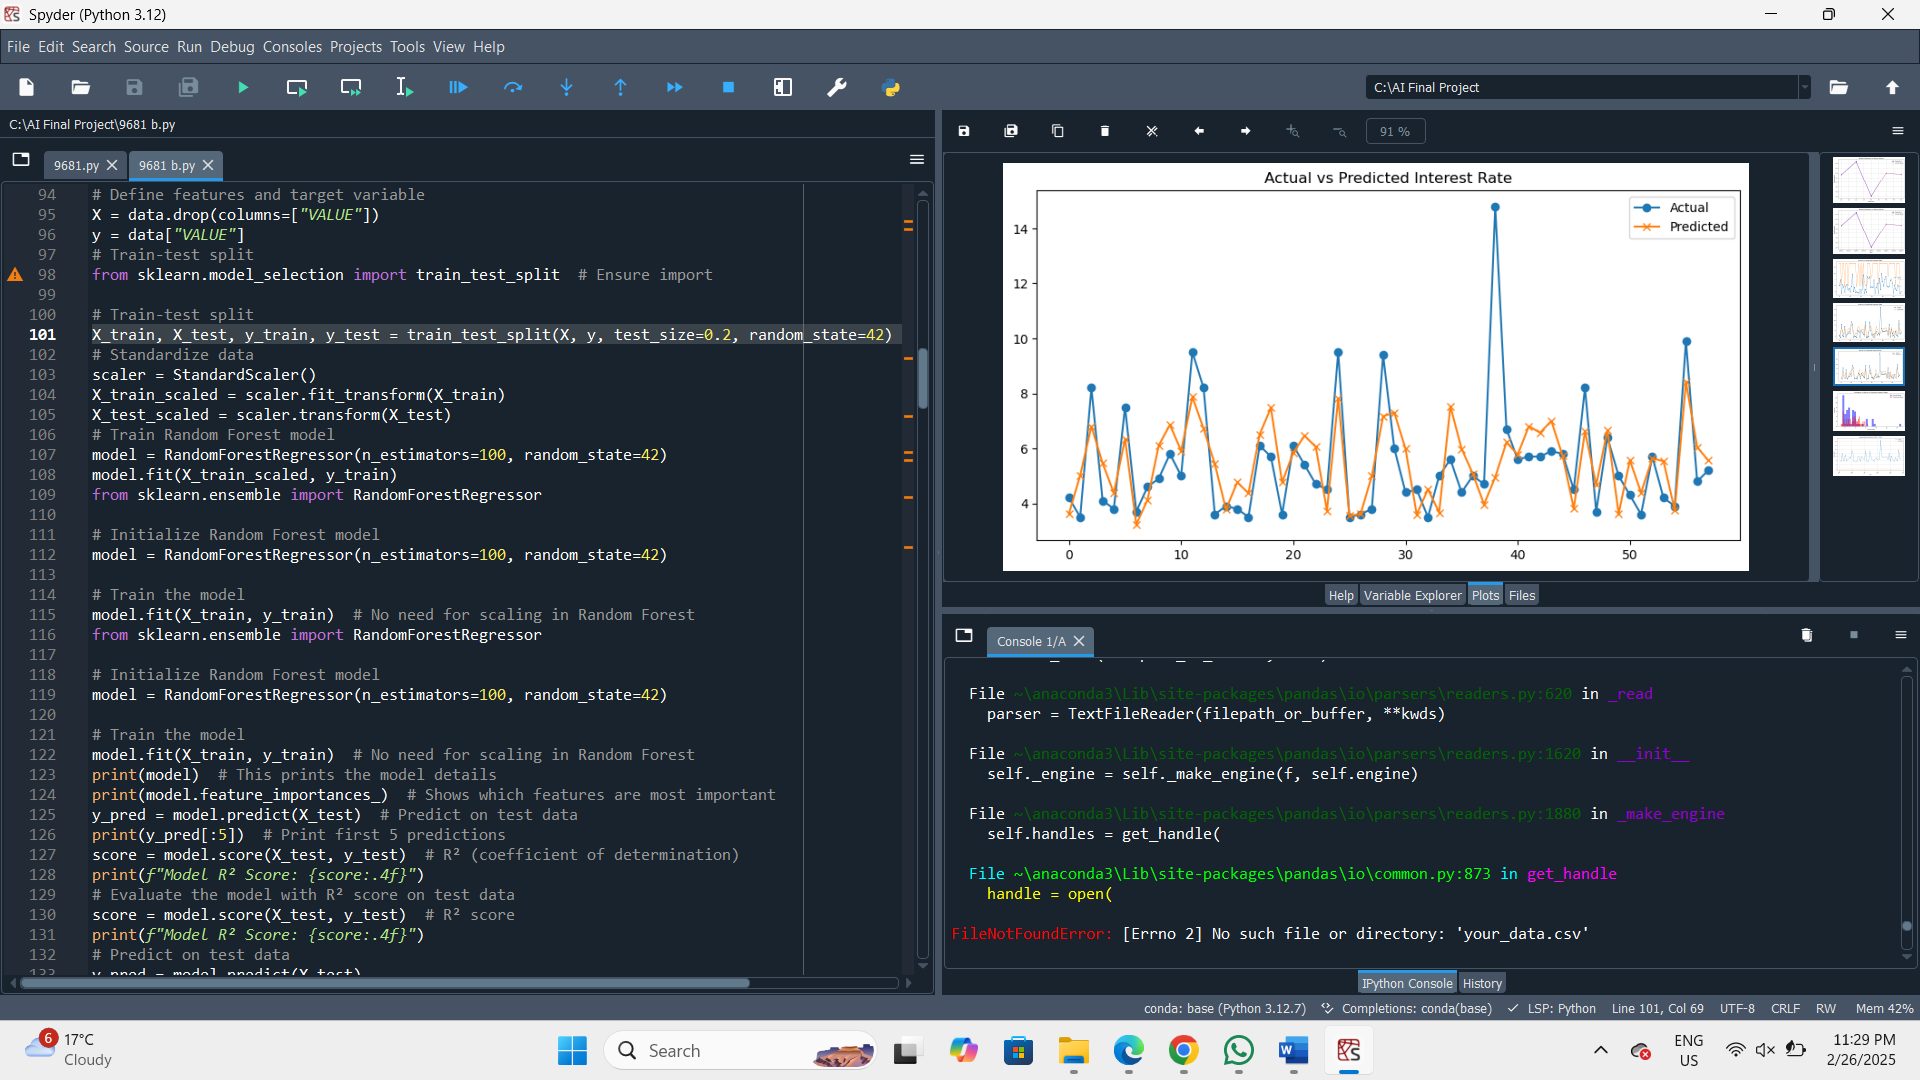 Spyder (Python 3.12)
File Edit Search Source Run Debug Consoles Projects Tools View Help
C:\AI Final Project
C:\AI Final Project\9681 b.py
9681.py
9681 b.py
94 # Define features and target variable
95 X = data.drop(columns=["VALUE"])
96 y = data["VALUE"]
97 # Train-test split
98 from sklearn.model_selection import train_test_split  # Ensure import
99
100 # Train-test split
101 X_train, X_test, y_train, y_test = train_test_split(X, y, test_size=0.2, random_state=42)
102 # Standardize data
103 scaler = StandardScaler()
104 X_train_scaled = scaler.fit_transform(X_train)
105 X_test_scaled = scaler.transform(X_test)
106 # Train Random Forest model
107 model = RandomForestRegressor(n_estimators=100, random_state=42)
108 model.fit(X_train_scaled, y_train)
109 from sklearn.ensemble import RandomForestRegressor
110
111 # Initialize Random Forest model
112 model = RandomForestRegressor(n_estimators=100, random_state=42)
113
114 # Train the model
115 model.fit(X_train, y_train)  # No need for scaling in Random Forest
116 from sklearn.ensemble import RandomForestRegressor
117
118 # Initialize Random Forest model
119 model = RandomForestRegressor(n_estimators=100, random_state=42)
120
121 # Train the model
122 model.fit(X_train, y_train)  # No need for scaling in Random Forest
123 print(model)  # This prints the model details
124 print(model.feature_importances_)  # Shows which features are most important
125 y_pred = model.predict(X_test)  # Predict on test data
126 print(y_pred[:5])  # Print first 5 predictions
127 score = model.score(X_test, y_test)  # R² (coefficient of determination)
128 print(f"Model R² Score: {score:.4f}")
129 # Evaluate the model with R² score on test data
130 score = model.score(X_test, y_test)  # R² score
131 print(f"Model R² Score: {score:.4f}")
132 # Predict on test data
133 y_pred = model.predict(X_test)
91 %
Actual vs Predicted Interest Rate
Actual
Predicted
14
12
10
8
6
4
0 10 20 30 40 50
Help Variable Explorer Plots Files
Console 1/A
File ~\anaconda3\Lib\site-packages\pandas\io\parsers\readers.py:620 in _read
parser = TextFileReader(filepath_or_buffer, **kwds)
File ~\anaconda3\Lib\site-packages\pandas\io\parsers\readers.py:1620 in __init__
self._engine = self._make_engine(f, self.engine)
File ~\anaconda3\Lib\site-packages\pandas\io\parsers\readers.py:1880 in _make_engine
self.handles = get_handle(
File ~\anaconda3\Lib\site-packages\pandas\io\common.py:873 in get_handle
handle = open(
FileNotFoundError: [Errno 2] No such file or directory: 'your_data.csv'
IPython Console History
conda: base (Python 3.12.7) Completions: conda(base) LSP: Python Line 101, Col 69 UTF-8 CRLF RW Mem 42%
6
17°C
Cloudy
Search
ENG
US
11:29 PM
2/26/2025